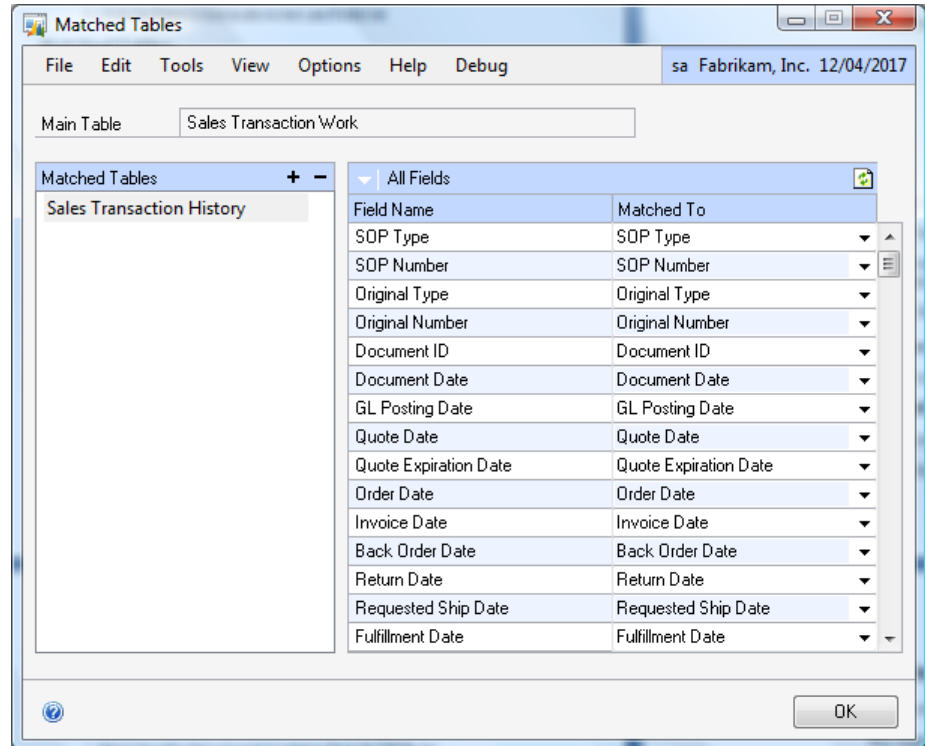 Matched Tables
File Edit Tools View Options Help Debug sa Fabrikam, Inc. 12/04/2017
Main Table Sales Transaction Work
Matched Tables
Sales Transaction History
All Fields
Field Name Matched To
SOP Type SOP Type
SOP Number SOP Number
Original Type Original Type
Original Number Original Number
Document ID Document ID
Document Date Document Date
GL Posting Date GL Posting Date
Quote Date Quote Date
Quote Expiration Date Quote Expiration Date
Order Date Order Date
Invoice Date Invoice Date
Back Order Date Back Order Date
Return Date Return Date
Requested Ship Date Requested Ship Date
Fulfillment Date Fulfillment Date
OK